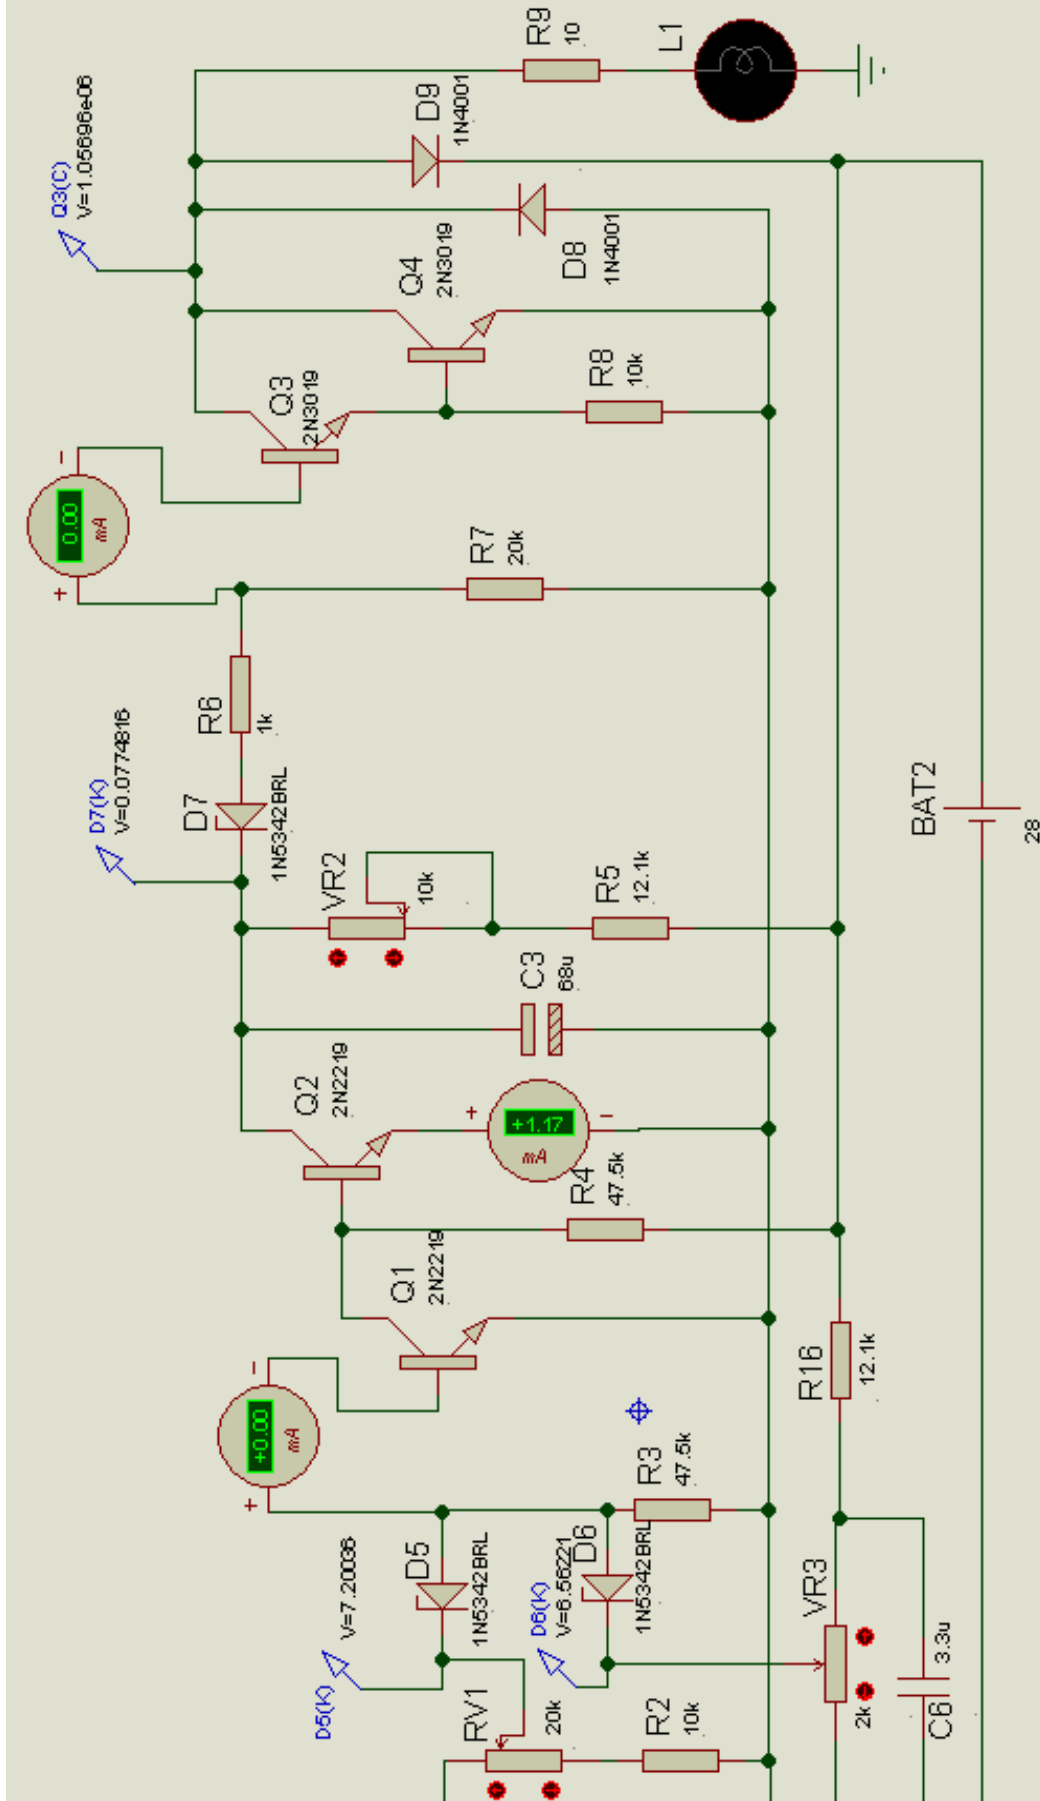 R9
10
L1
D9
1N4001
Q3(C)
V=1.05696e-06
D8
1N4001
Q4
2N3019
R8
10k
Q3
2N3019
-
0.00
mA
+
R7
20k
R6
1k
D7(K)
V=0.0774816
D7
1N5342BRL
VR2
10k
R5
12.1k
BAT2
28
C3
68u
Q2
2N2219
+
+1.17
mA
-
R4
47.5k
Q1
2N2219
R16
12.1k
-
+0.00
mA
+
R3
47.5k
D5
1N5342BRL
V=7.20036
D5(K)
D6
1N5342BRL
D6(K)
V=6.56221
VR3
2k
C6
3.3u
RV1
20k
R2
10k